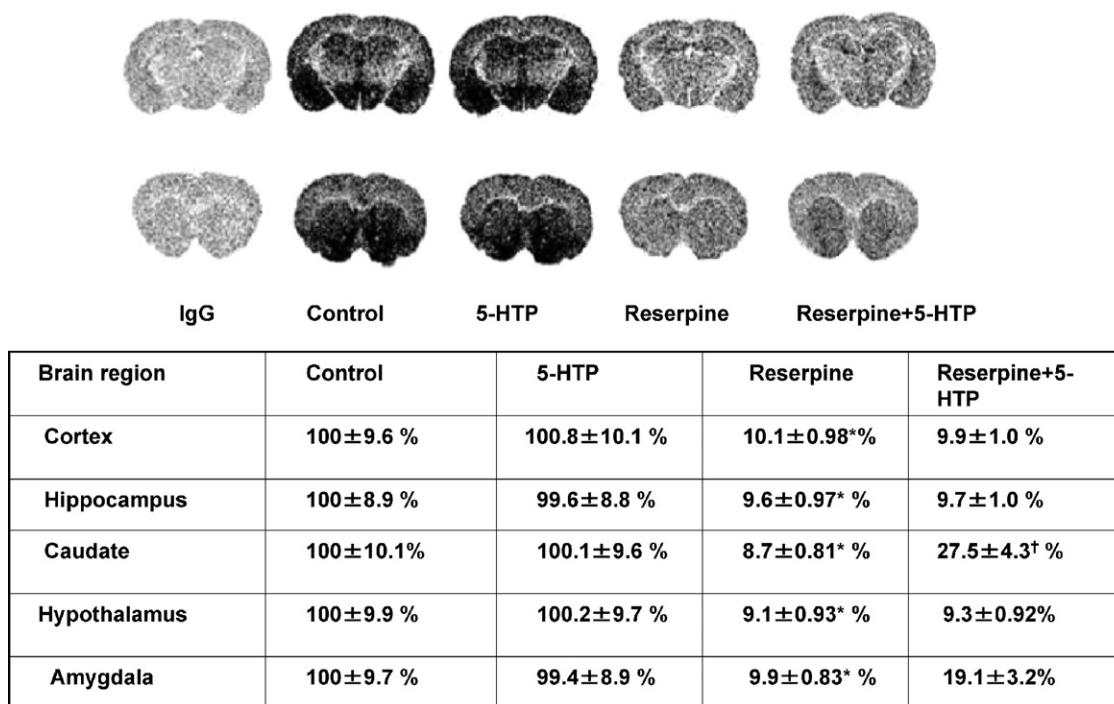 IgG Control 5-HTP Reserpine Reserpine+5-HTP
Brain region Control 5-HTP Reserpine Reserpine+5-
HTP
Cortex 100±9.6 % 100.8±10.1 % 10.1±0.98*% 9.9±1.0 %
Hippocampus 100±8.9 % 99.6±8.8 % 9.6±0.97* % 9.7±1.0 %
Caudate 100±10.1% 100.1±9.6 % 8.7±0.81* % 27.5±4.3† %
Hypothalamus 100±9.9 % 100.2±9.7 % 9.1±0.93* % 9.3±0.92%
Amygdala 100±9.7 % 99.4±8.9 % 9.9±0.83* % 19.1±3.2%